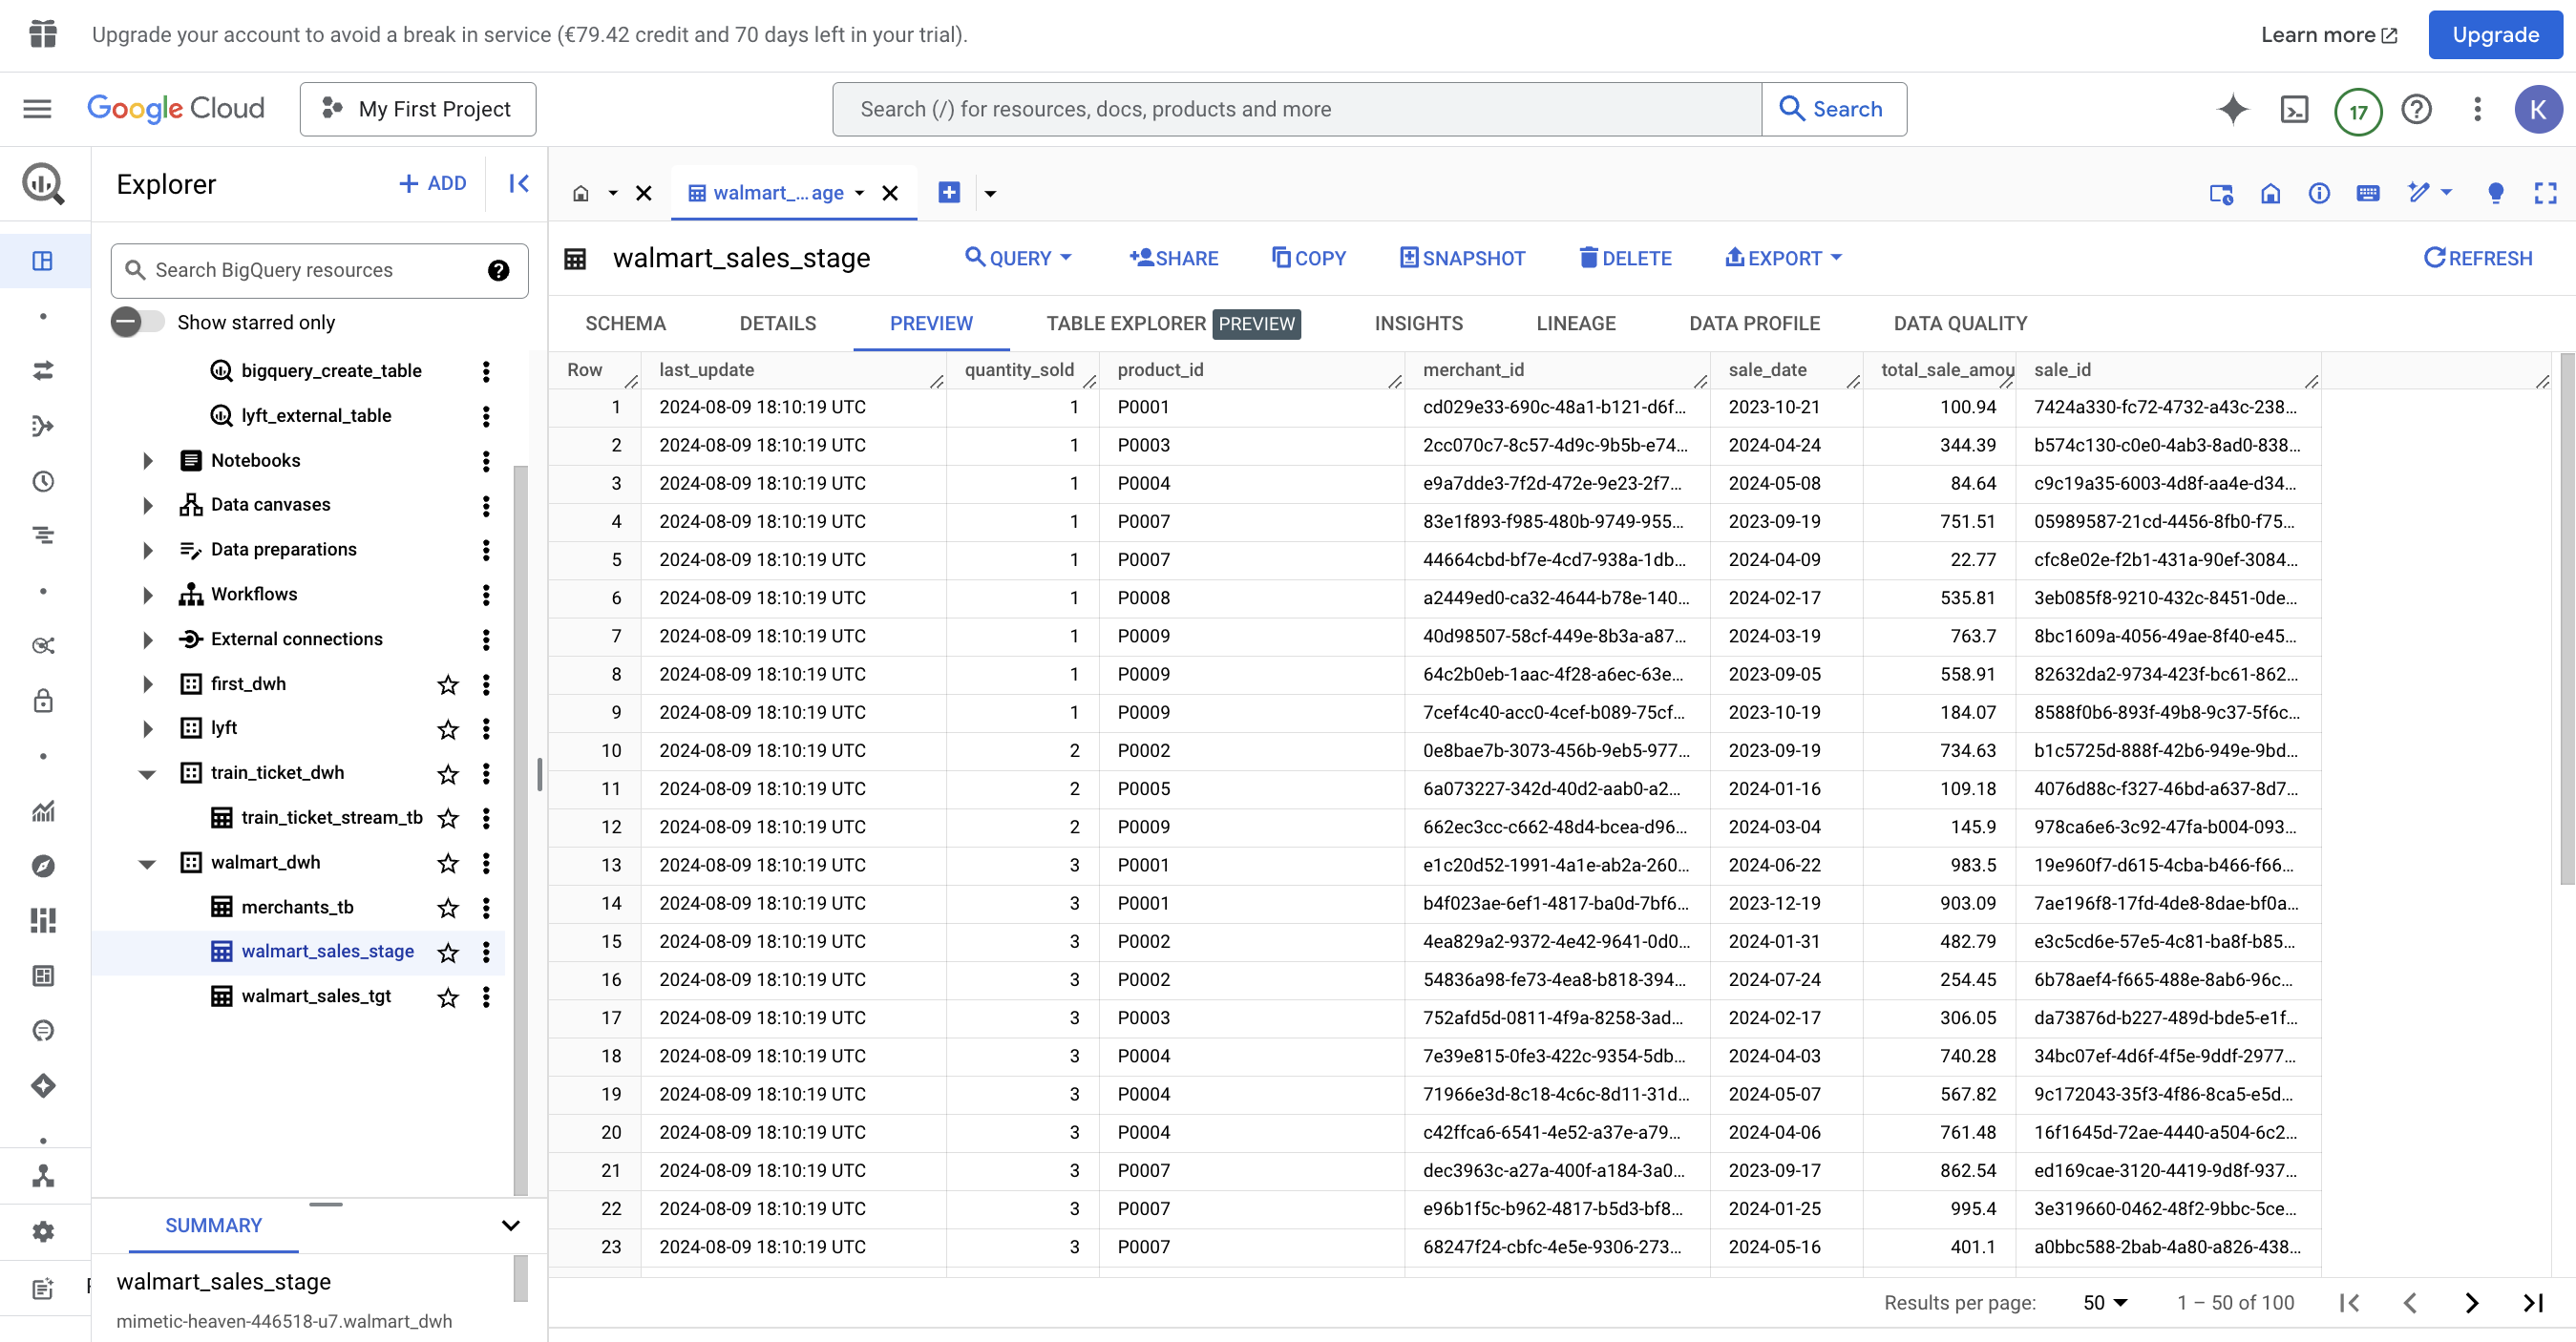 Upgrade your account to avoid a break in service (€79.42 credit and 70 days left in your trial). Learn more Upgrade
Google Cloud My First Project Search (/) for resources, docs, products and more Search 17 K
Explorer ADD walmart_...age
walmart_sales_stage QUERY SHARE COPY SNAPSHOT DELETE EXPORT REFRESH
Search BigQuery resources
Show starred only
SCHEMA DETAILS PREVIEW TABLE EXPLORER PREVIEW INSIGHTS LINEAGE DATA PROFILE DATA QUALITY
bigquery_create_table
lyft_external_table
Notebooks
Data canvases
Data preparations
Workflows
External connections
first_dwh
lyft
train_ticket_dwh
train_ticket_stream_tb
walmart_dwh
merchants_tb
walmart_sales_stage
walmart_sales_tgt
SUMMARY
walmart_sales_stage
mimetic-heaven-446518-u7.walmart_dwh
Row last_update quantity_sold product_id merchant_id sale_date total_sale_amou sale_id
1 2024-08-09 18:10:19 UTC 1 P0001 cd029e33-690c-48a1-b121-d6f... 2023-10-21 100.94 7424a330-fc72-4732-a43c-238...
2 2024-08-09 18:10:19 UTC 1 P0003 2cc070c7-8c57-4d9c-9b5b-e74... 2024-04-24 344.39 b574c130-c0e0-4ab3-8ad0-838...
3 2024-08-09 18:10:19 UTC 1 P0004 e9a7dde3-7f2d-472e-9e23-2f7... 2024-05-08 84.64 c9c19a35-6003-4d8f-aa4e-d34...
4 2024-08-09 18:10:19 UTC 1 P0007 83e1f893-f985-480b-9749-955... 2023-09-19 751.51 05989587-21cd-4456-8fb0-f75...
5 2024-08-09 18:10:19 UTC 1 P0007 44664cbd-bf7e-4cd7-938a-1db... 2024-04-09 22.77 cfc8e02e-f2b1-431a-90ef-3084...
6 2024-08-09 18:10:19 UTC 1 P0008 a2449ed0-ca32-4644-b78e-140... 2024-02-17 535.81 3eb085f8-9210-432c-8451-0de...
7 2024-08-09 18:10:19 UTC 1 P0009 40d98507-58cf-449e-8b3a-a87... 2024-03-19 763.7 8bc1609a-4056-49ae-8f40-e45...
8 2024-08-09 18:10:19 UTC 1 P0009 64c2b0eb-1aac-4f28-a6ec-63e... 2023-09-05 558.91 82632da2-9734-423f-bc61-862...
9 2024-08-09 18:10:19 UTC 1 P0009 7cef4c40-acc0-4cef-b089-75cf... 2023-10-19 184.07 8588f0b6-893f-49b8-9c37-5f6c...
10 2024-08-09 18:10:19 UTC 2 P0002 0e8bae7b-3073-456b-9eb5-977... 2023-09-19 734.63 b1c5725d-888f-42b6-949e-9bd...
11 2024-08-09 18:10:19 UTC 2 P0005 6a073227-342d-40d2-aab0-a2... 2024-01-16 109.18 4076d88c-f327-46bd-a637-8d7...
12 2024-08-09 18:10:19 UTC 2 P0009 662ec3cc-c662-48d4-bcea-d96... 2024-03-04 145.9 978ca6e6-3c92-47fa-b004-093...
13 2024-08-09 18:10:19 UTC 3 P0001 e1c20d52-1991-4a1e-ab2a-260... 2024-06-22 983.5 19e960f7-d615-4cba-b466-f66...
14 2024-08-09 18:10:19 UTC 3 P0001 b4f023ae-6ef1-4817-ba0d-7bf6... 2023-12-19 903.09 7ae196f8-17fd-4de8-8dae-bf0a...
15 2024-08-09 18:10:19 UTC 3 P0002 4ea829a2-9372-4e42-9641-0d0... 2024-01-31 482.79 e3c5cd6e-57e5-4c81-ba8f-b85...
16 2024-08-09 18:10:19 UTC 3 P0002 54836a98-fe73-4ea8-b818-394... 2024-07-24 254.45 6b78aef4-f665-488e-8ab6-96c...
17 2024-08-09 18:10:19 UTC 3 P0003 752afd5d-0811-4f9a-8258-3ad... 2024-02-17 306.05 da73876d-b227-489d-bde5-e1f...
18 2024-08-09 18:10:19 UTC 3 P0004 7e39e815-0fe3-422c-9354-5db... 2024-04-03 740.28 34bc07ef-4d6f-4f5e-9ddf-2977...
19 2024-08-09 18:10:19 UTC 3 P0004 71966e3d-8c18-4c6c-8d11-31d... 2024-05-07 567.82 9c172043-35f3-4f86-8ca5-e5d...
20 2024-08-09 18:10:19 UTC 3 P0004 c42ffca6-6541-4e52-a37e-a79... 2024-04-06 761.48 16f1645d-72ae-4440-a504-6c2...
21 2024-08-09 18:10:19 UTC 3 P0007 dec3963c-a27a-400f-a184-3a0... 2023-09-17 862.54 ed169cae-3120-4419-9d8f-937...
22 2024-08-09 18:10:19 UTC 3 P0007 e96b1f5c-b962-4817-b5d3-bf8... 2024-01-25 995.4 3e319660-0462-48f2-9bbc-5ce...
23 2024-08-09 18:10:19 UTC 3 P0007 68247f24-cbfc-4e5e-9306-273... 2024-05-16 401.1 a0bbc588-2bab-4a80-a826-438...
Results per page: 50 1 – 50 of 100